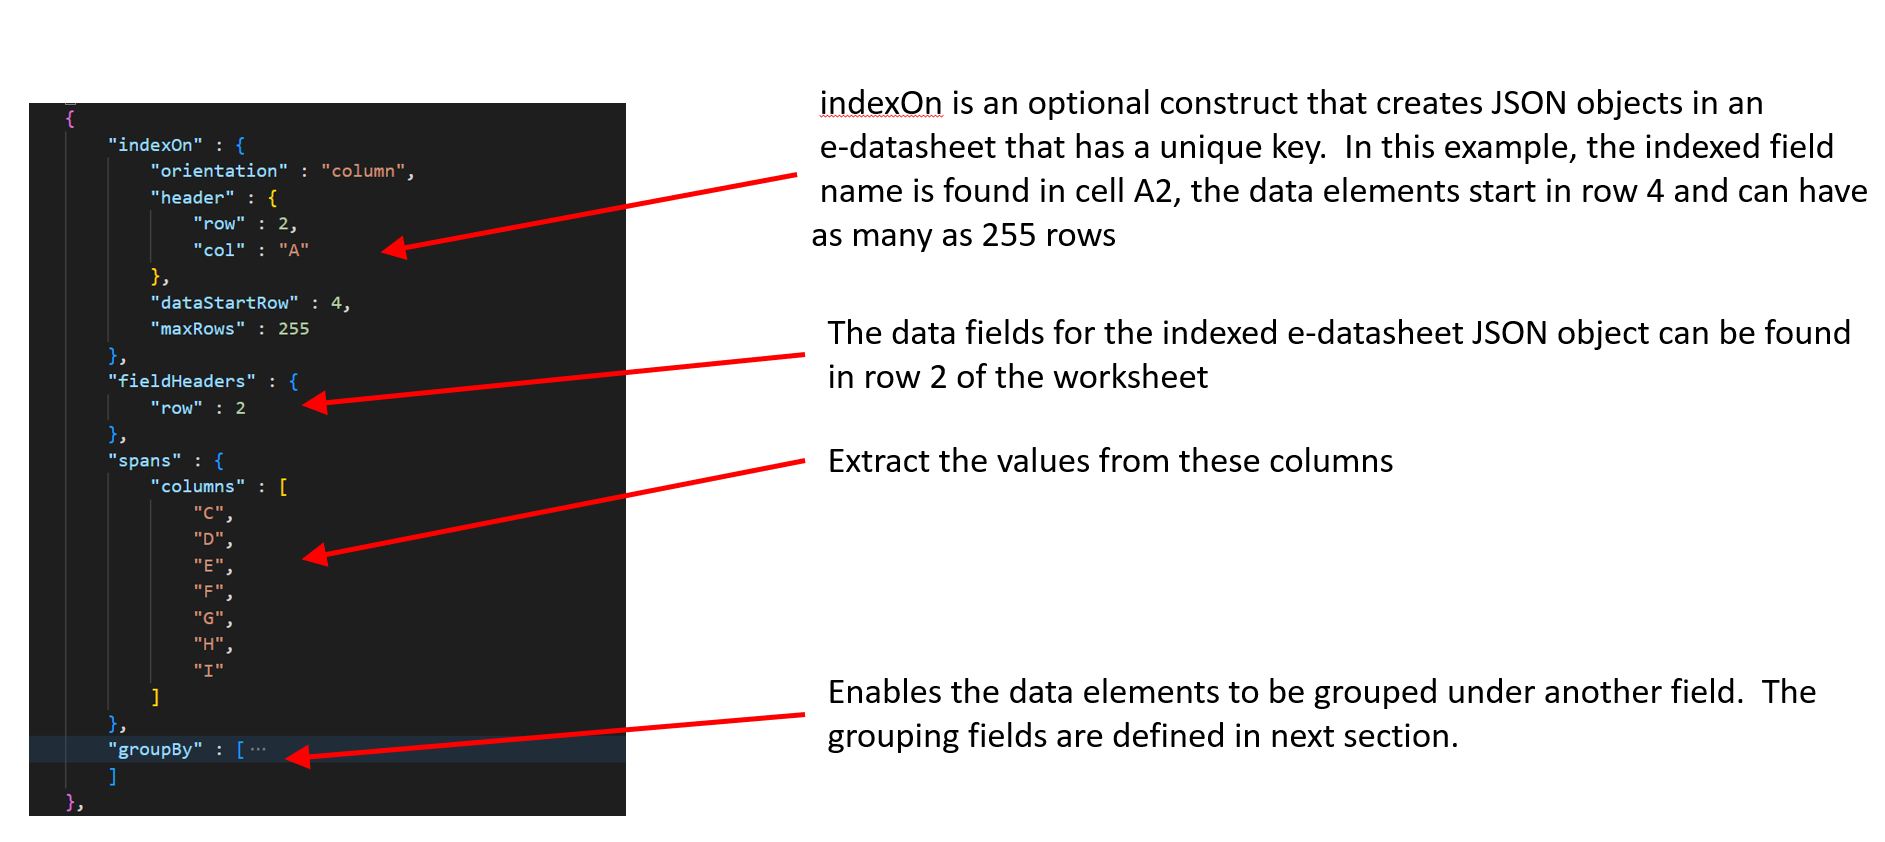 {
"indexOn" : {
"orientation" : "column",
"header" : {
"row" : 2,
"col" : "A"
},
"dataStartRow" : 4,
"maxRows" : 255
},
"fieldHeaders" : {
"row" : 2
},
"spans" : {
"columns" : [
"C",
"D",
"E",
"F",
"G",
"H",
"I"
]
},
"groupBy" : [ ···
]
},
indexOn is an optional construct that creates JSON objects in an
e-datasheet that has a unique key.  In this example, the indexed field
name is found in cell A2, the data elements start in row 4 and can have
as many as 255 rows
The data fields for the indexed e-datasheet JSON object can be found
in row 2 of the worksheet
Extract the values from these columns
Enables the data elements to be grouped under another field.  The
grouping fields are defined in next section.